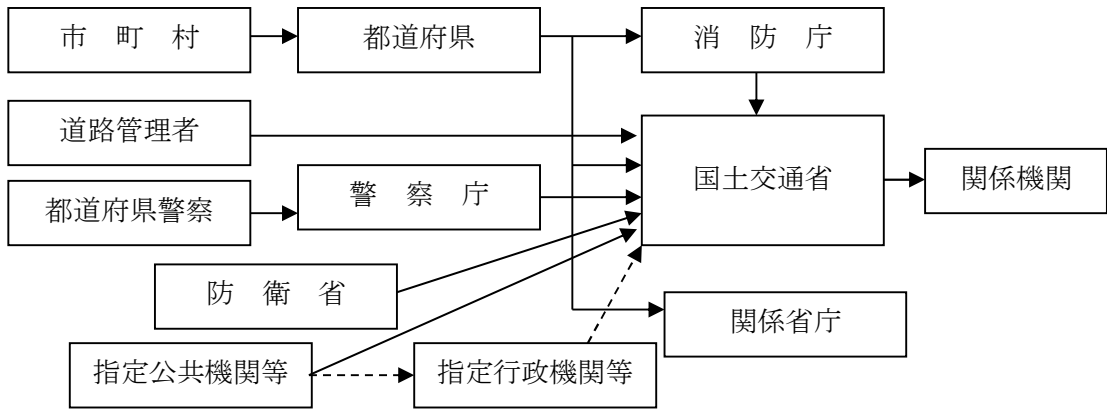 市　町　村
都道府県
消　防　庁
道路管理者
国土交通省
関係機関
警　察　庁
都道府県警察
防　衛　省
関係省庁
指定公共機関等
指定行政機関等